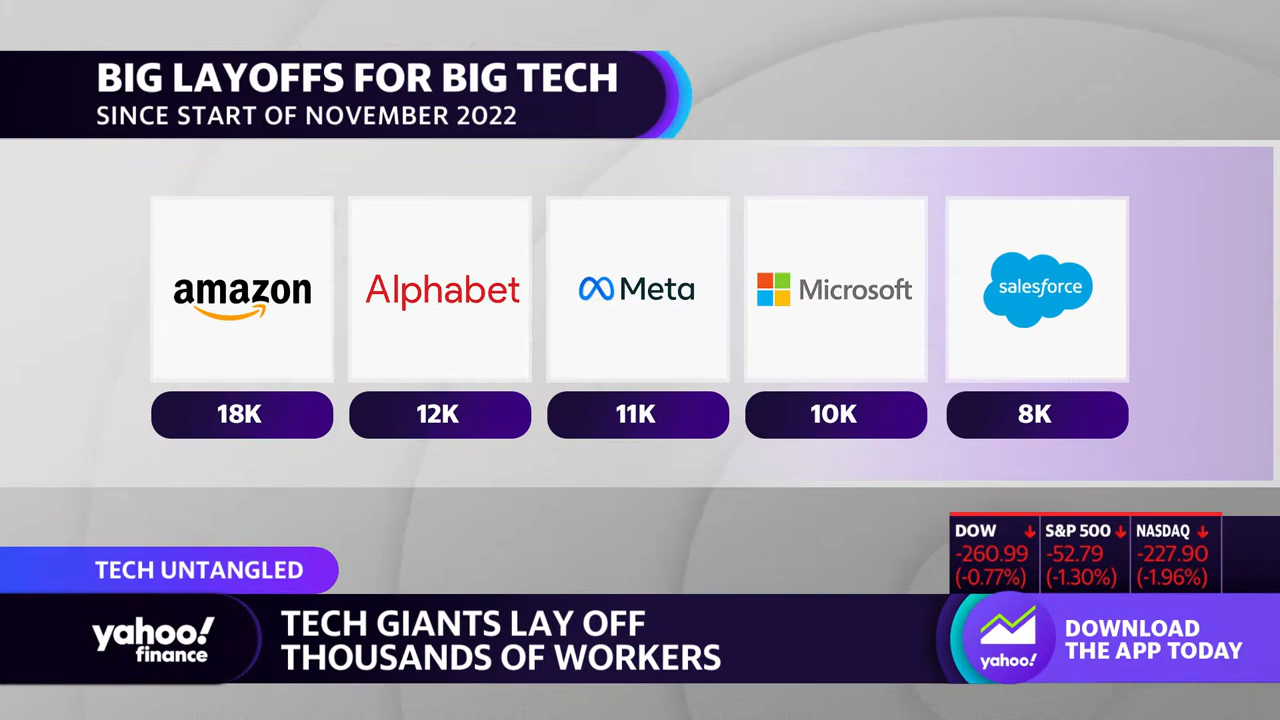 BIG LAYOFFS FOR BIG TECH
SINCE START OF NOVEMBER 2022
amazon
Alphabet
Meta
Microsoft
salesforce
18K
12K
11K
10K
8K
DOW
-260.99
(-0.77%)
S&P 500
-52.79
(-1.30%)
NASDAQ
-227.90
(-1.96%)
TECH UNTANGLED
yahoo!
finance
TECH GIANTS LAY OFF
THOUSANDS OF WORKERS
yahoo!
DOWNLOAD
THE APP TODAY